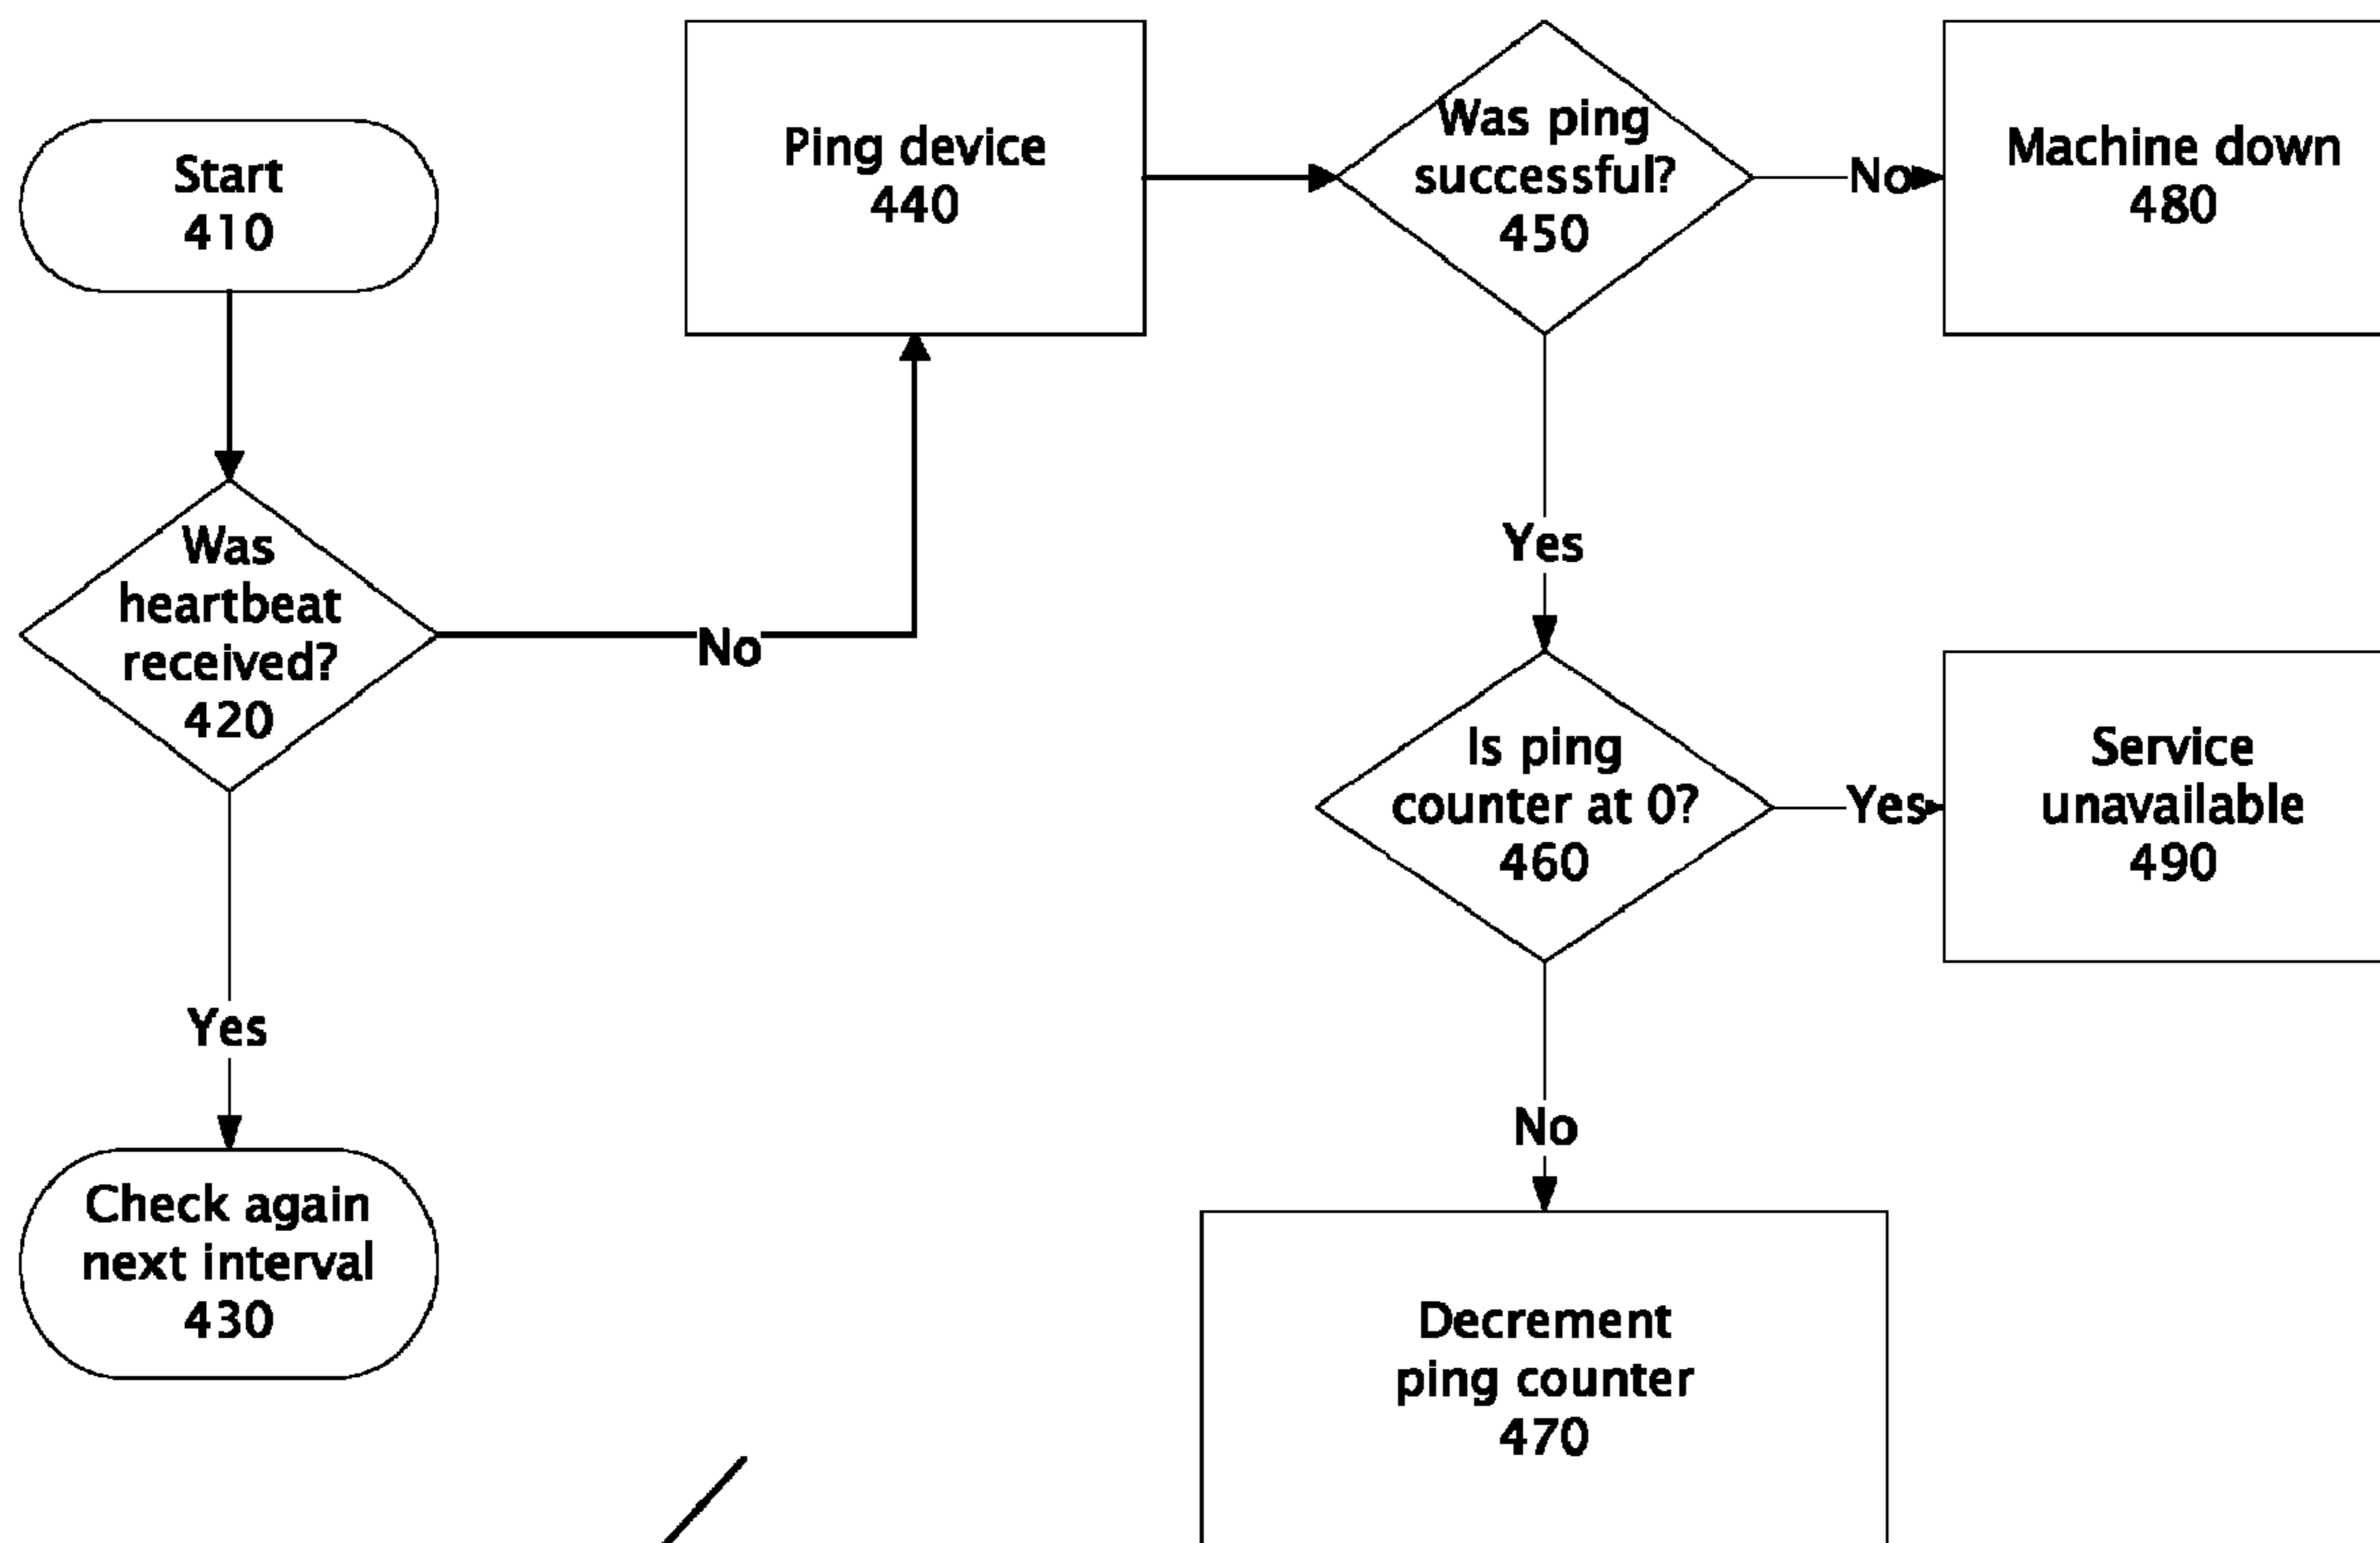 Start
410
Was
heartbeat
received?
420
No
Yes
Check again
next interval
430
Ping device
440
Was ping
successful?
450
No
Machine down
480
Yes
Is ping
counter at 0?
460
Yes
Service
unavailable
490
No
Decrement
ping counter
470